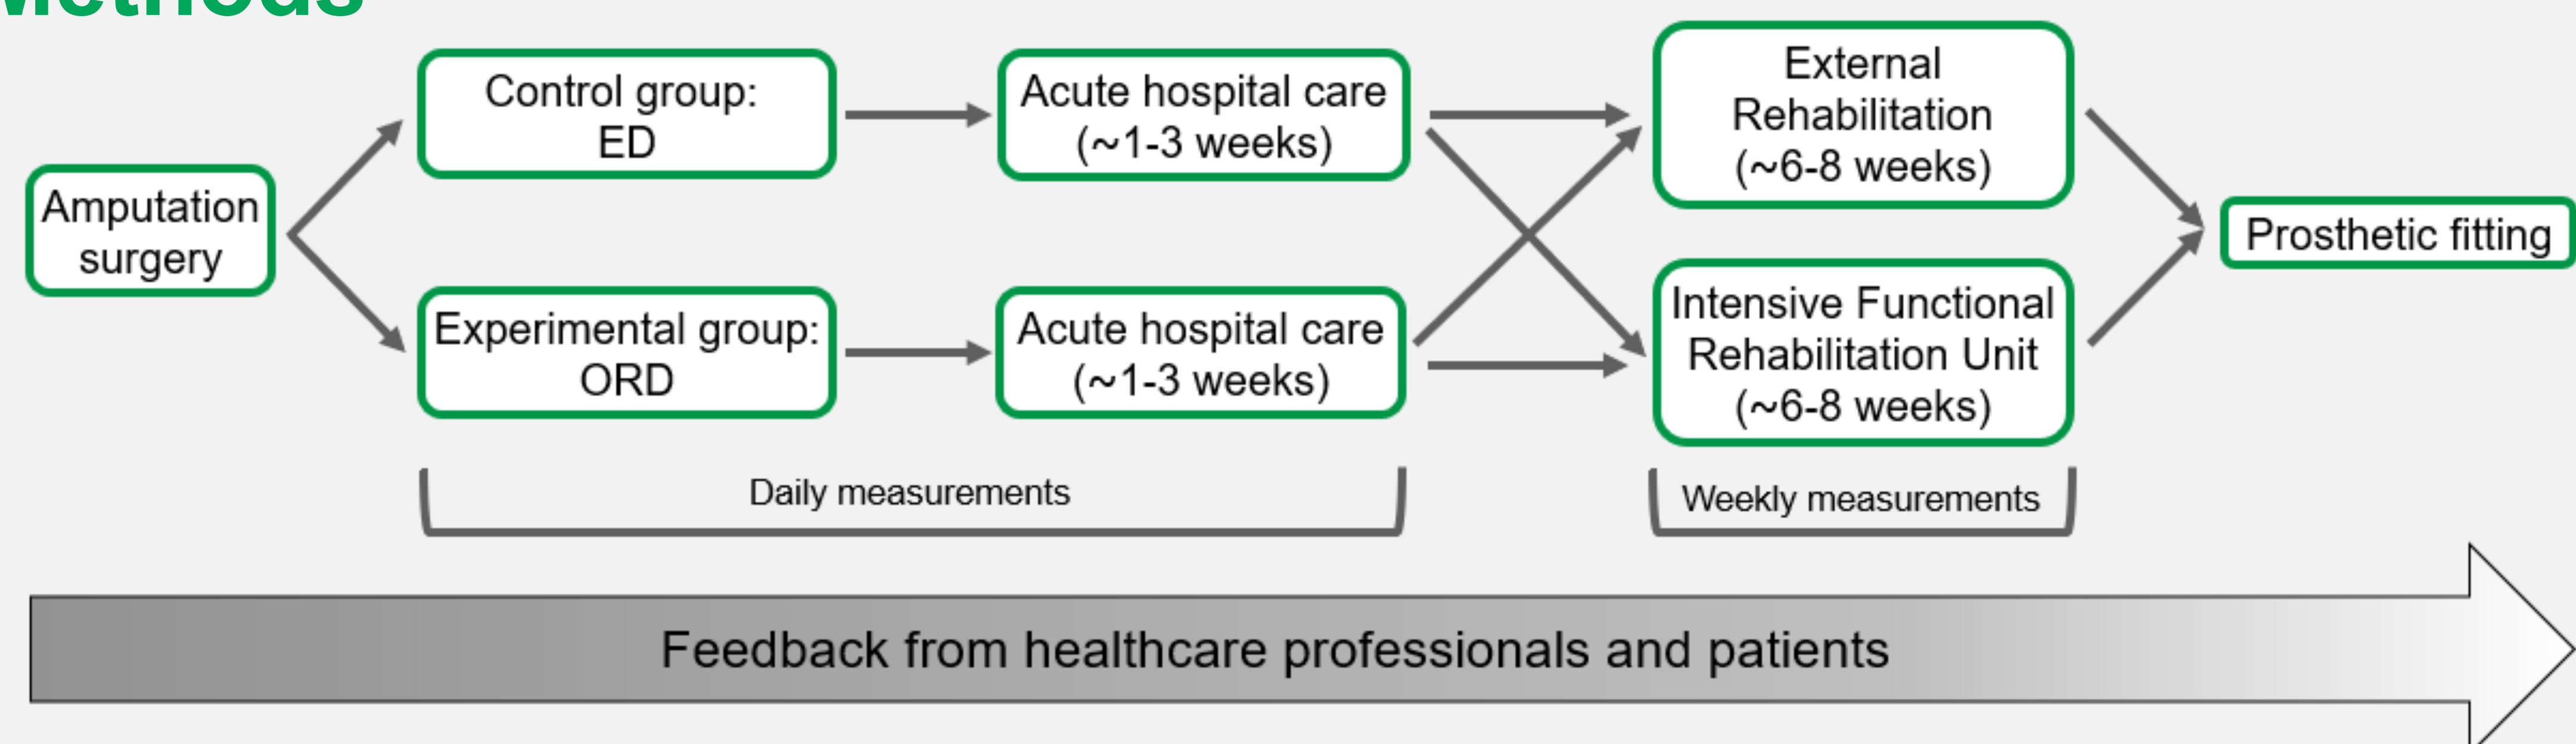 Methods
Amputation
surgery
Control group:
ED
Acute hospital care
(~1-3 weeks)
External
Rehabilitation
(~6-8 weeks)
Experimental group:
ORD
Acute hospital care
(~1-3 weeks)
Intensive Functional
Rehabilitation Unit
(~6-8 weeks)
Prosthetic fitting
Daily measurements
Weekly measurements
Feedback from healthcare professionals and patients